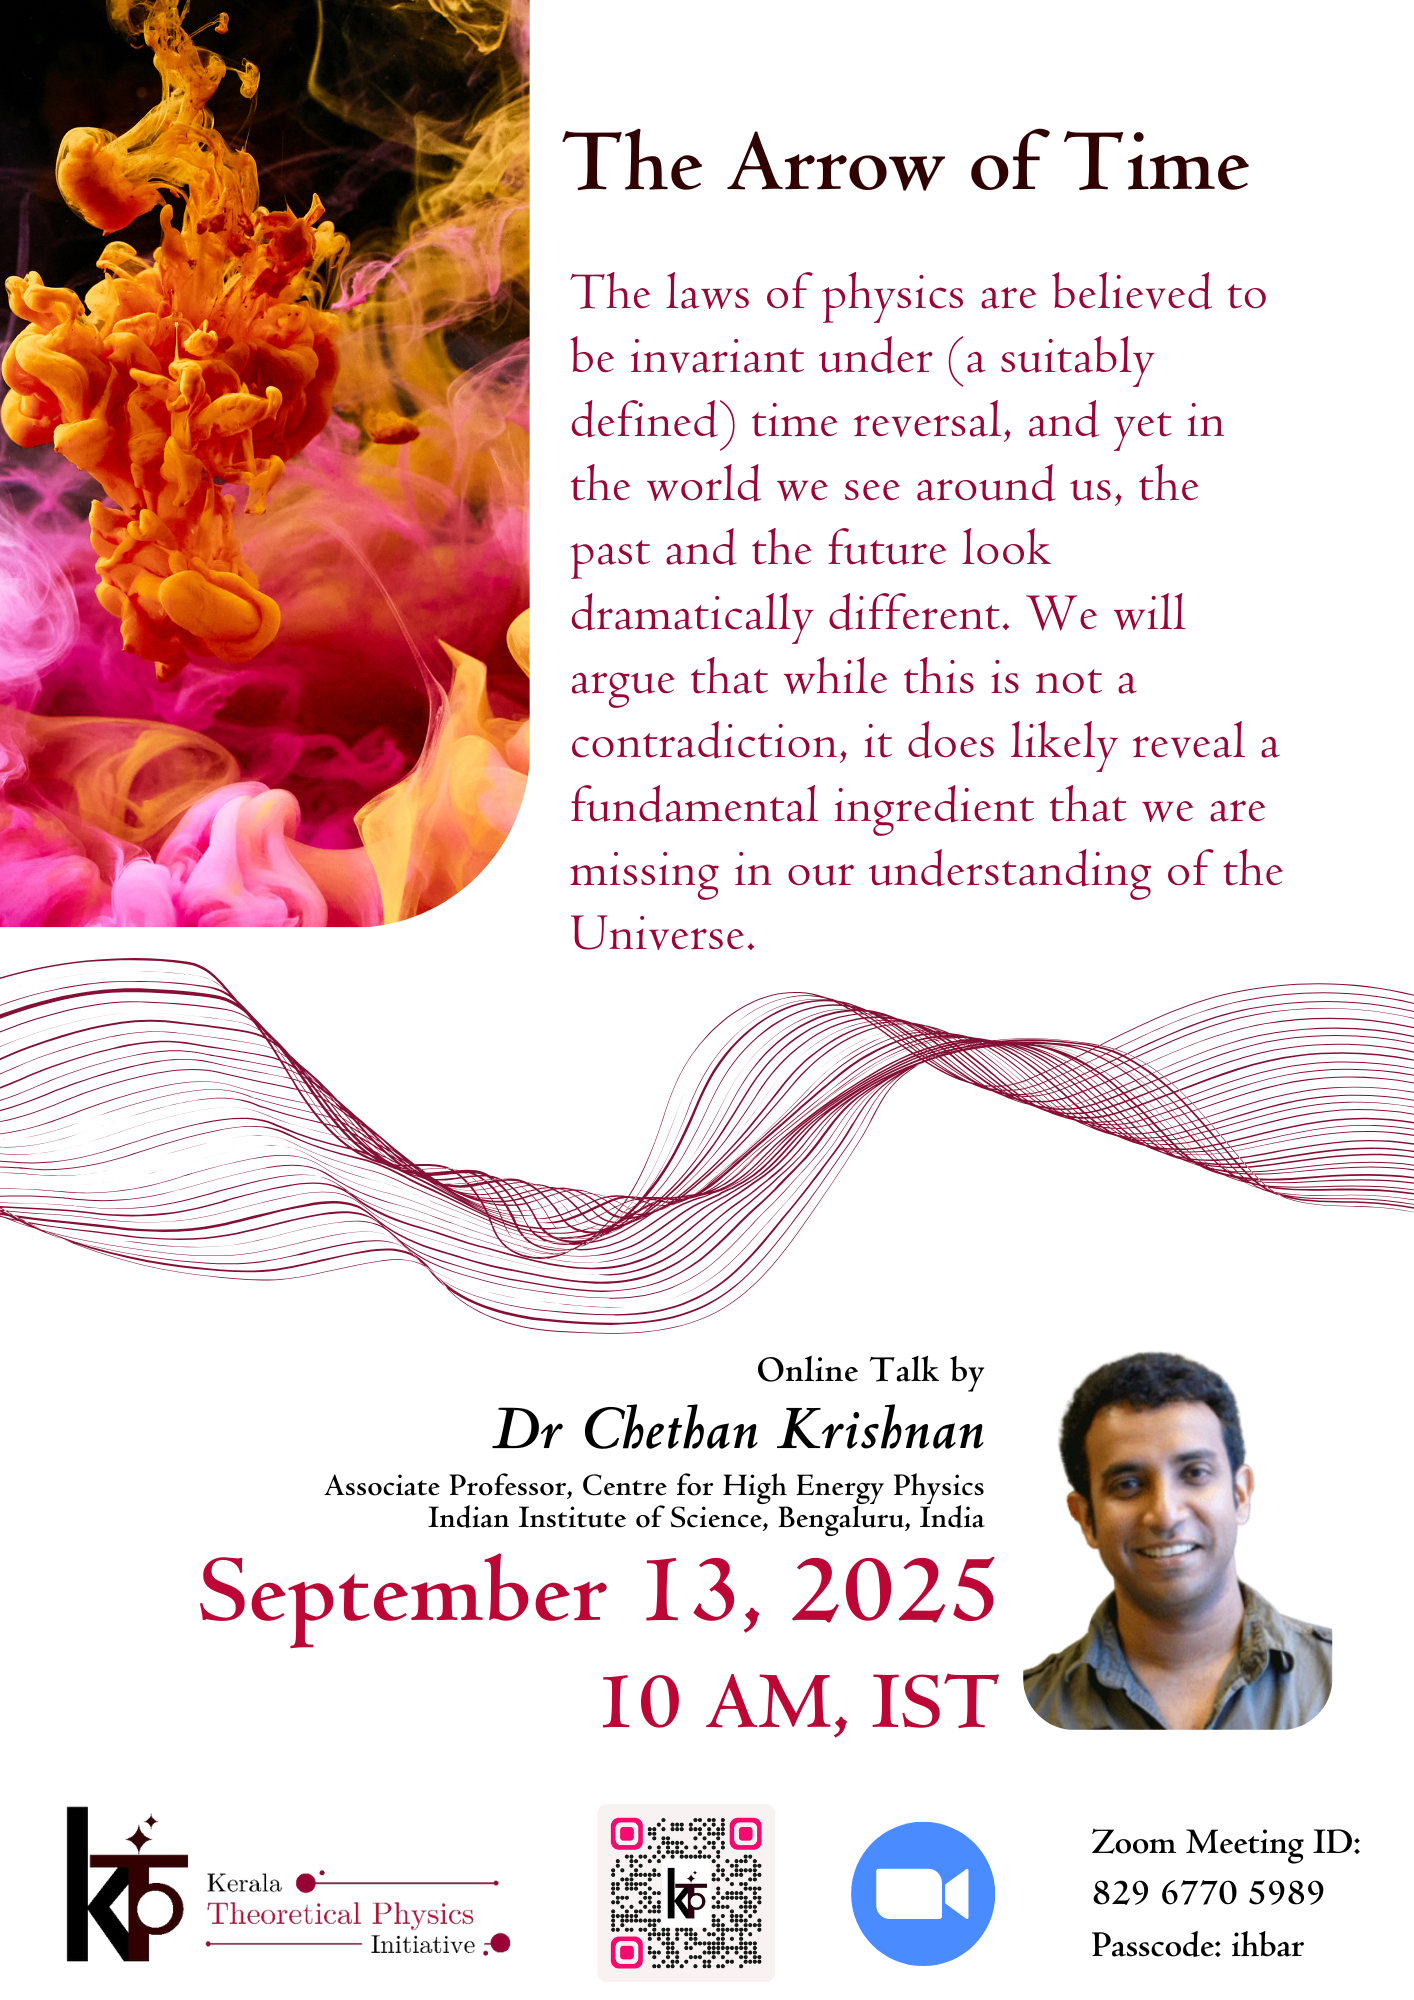 The Arrow of Time
The laws of physics are believed to
be invariant under (a suitably
defined) time reversal, and yet in
the world we see around us, the
past and the future look
dramatically different. We will
argue that while this is not a
contradiction, it does likely reveal a
fundamental ingredient that we are
missing in our understanding of the
Universe.
Online Talk by
Dr Chethan Krishnan
Associate Professor, Centre for High Energy Physics
Indian Institute of Science, Bengaluru, India
September 13, 2025
10 AM, IST
kTp
Kerala
Theoretical Physics
Initiative
kTp
Zoom Meeting ID:
829 6770 5989
Passcode: ihbar